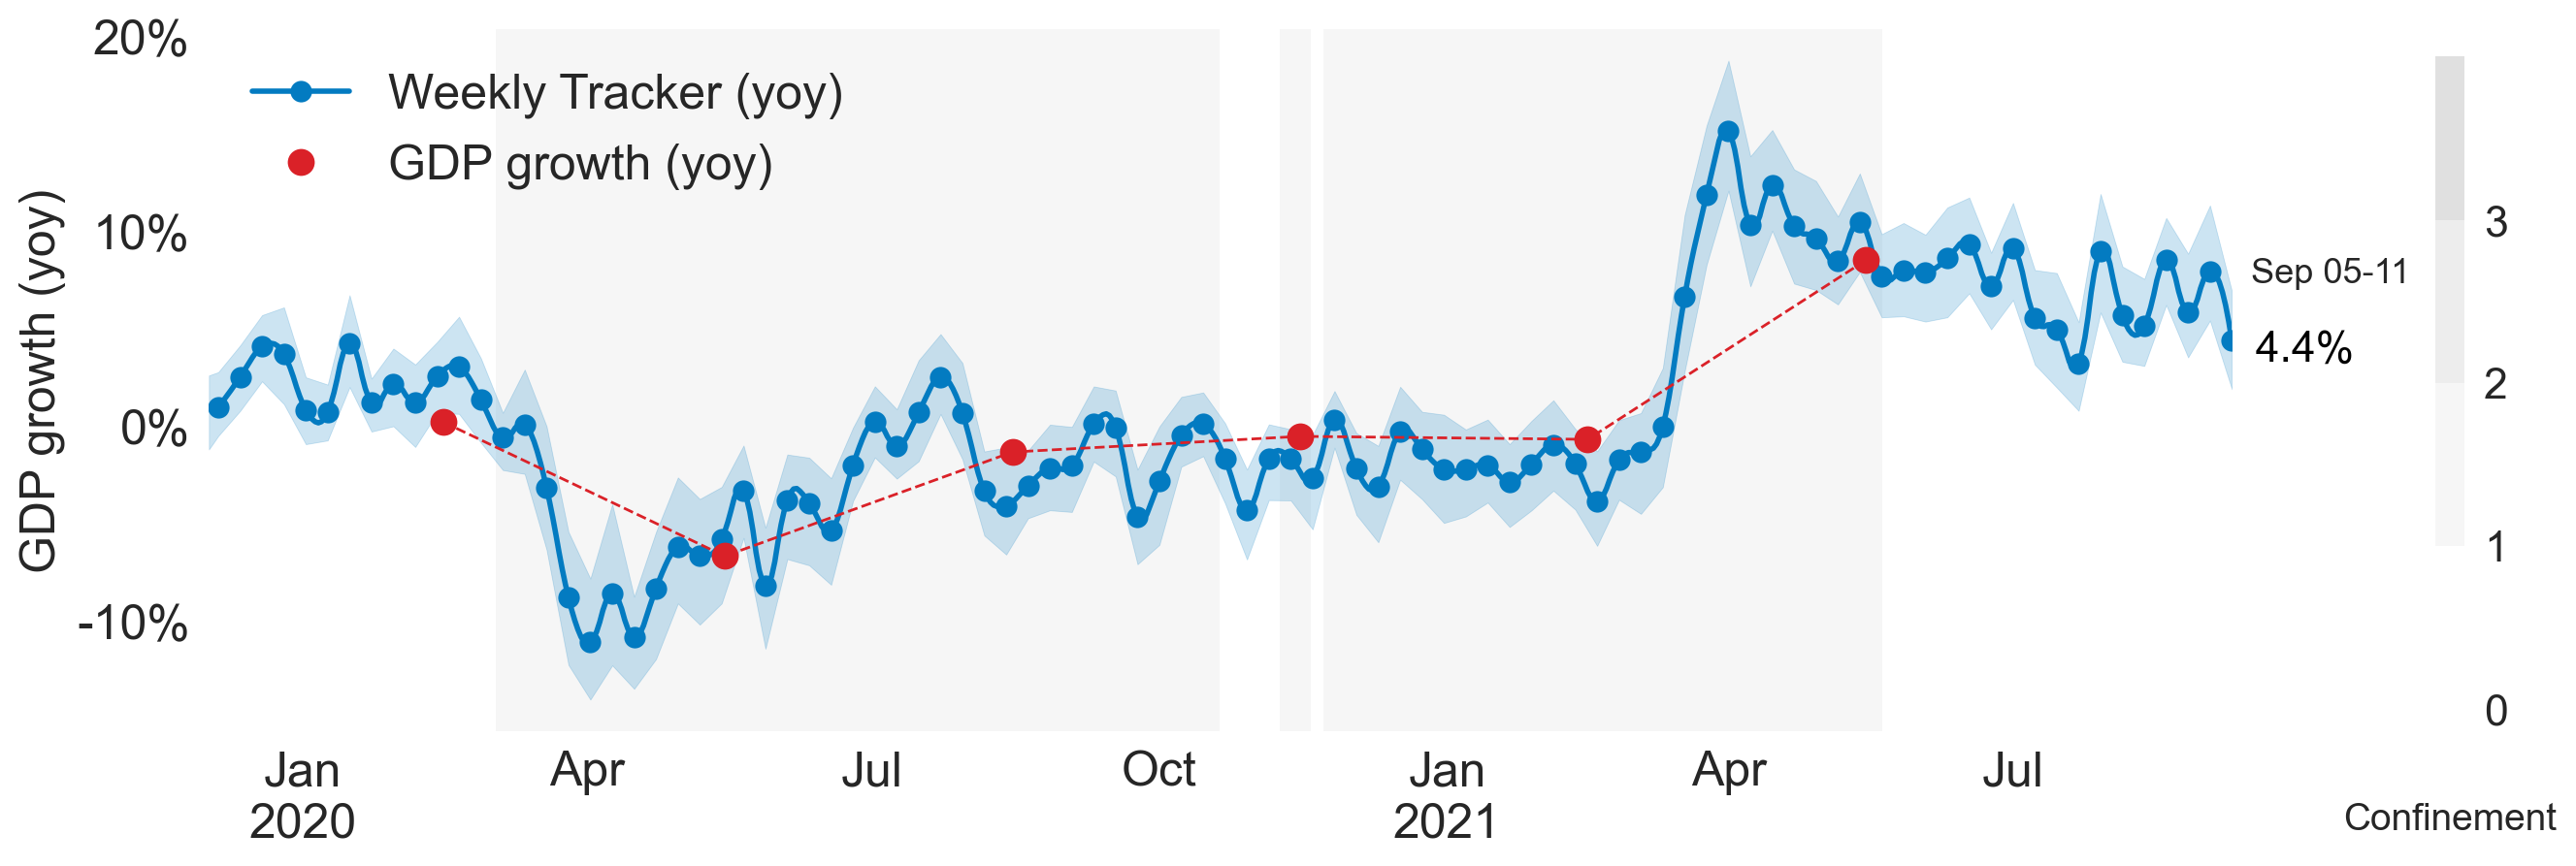 20%
10%
0%
-10%
GDP growth (yoy)
Weekly Tracker (yoy)
GDP growth (yoy)
Sep 05-11
4.4%
3
2
1
0
Jan
2020
Apr
Jul
Oct
Jan
2021
Apr
Jul
Confinement